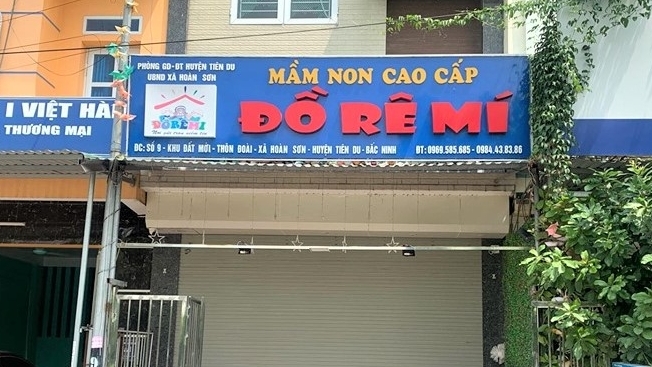 PHÒNG GD-ĐT HUYỆN TIÊN DU
UBND XÃ HOÀN SƠN
MẦM NON CAO CẤP
ĐỒ RÊ MÍ
ĐÔRÊMI
ĐC: SỐ 9 - KHU ĐẤT MỚI - THÔN ĐOÀI - XÃ HOÀN SƠN - HUYỆN TIÊN DU - BẮC NINH
ĐT: 0969.585.685 - 0984.43.83.86
I VIỆT HÀ
THƯƠNG MẠI